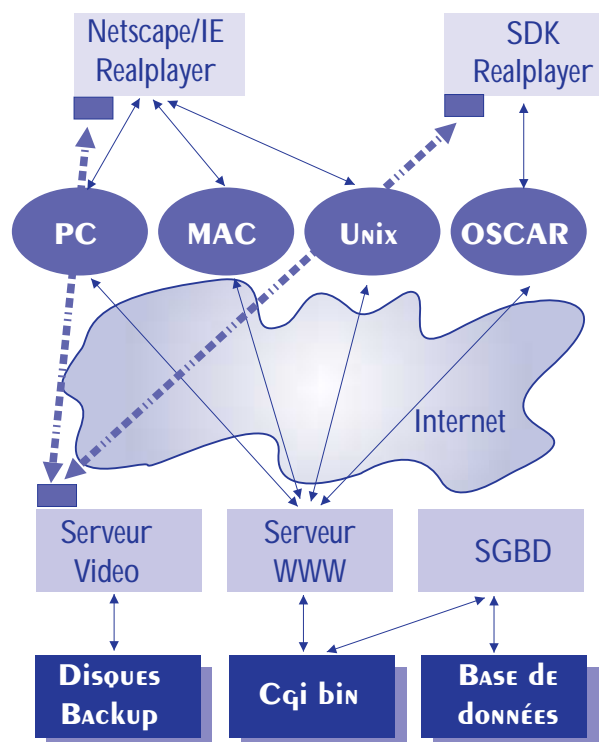 Netscape/IE
Realplayer
SDK
Realplayer
PC
MAC
Unix
OSCAR
Internet
Serveur
Video
Serveur
WWW
SGBD
Disques
Backup
Cgi bin
Base de
données